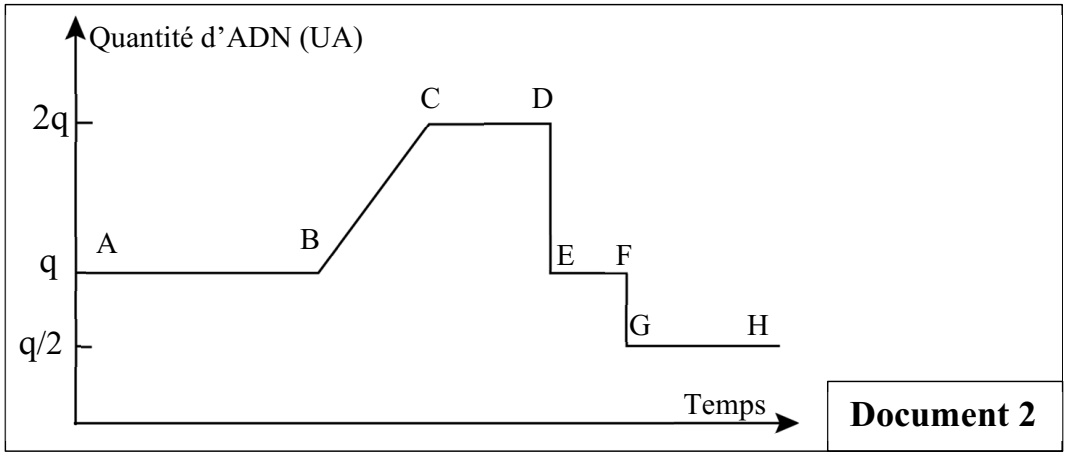 Quantité d’ADN (UA)
2q
C
D
A
B
q
E
F
q/2
G
H
Temps
Document 2